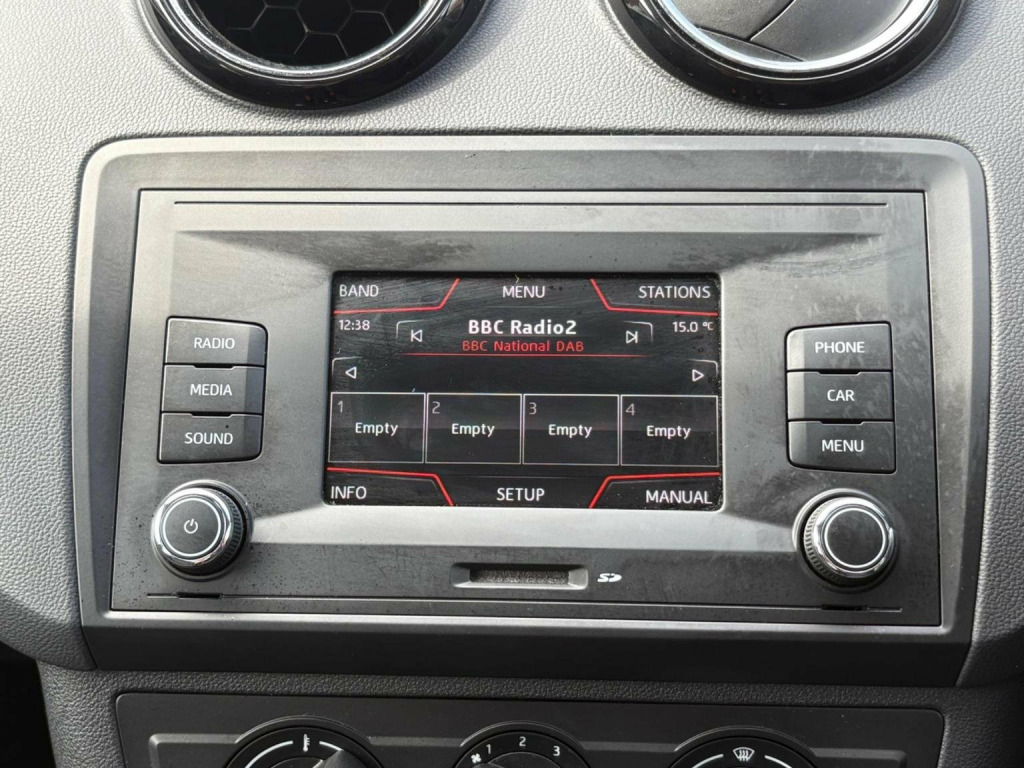 BAND MENU STATIONS
12:38 BBC Radio2 15.0 °C
BBC National DAB
RADIO
MEDIA
SOUND
PHONE
CAR
MENU
1 2 3 4
Empty Empty Empty Empty
INFO SETUP MANUAL
SD
1 2 3